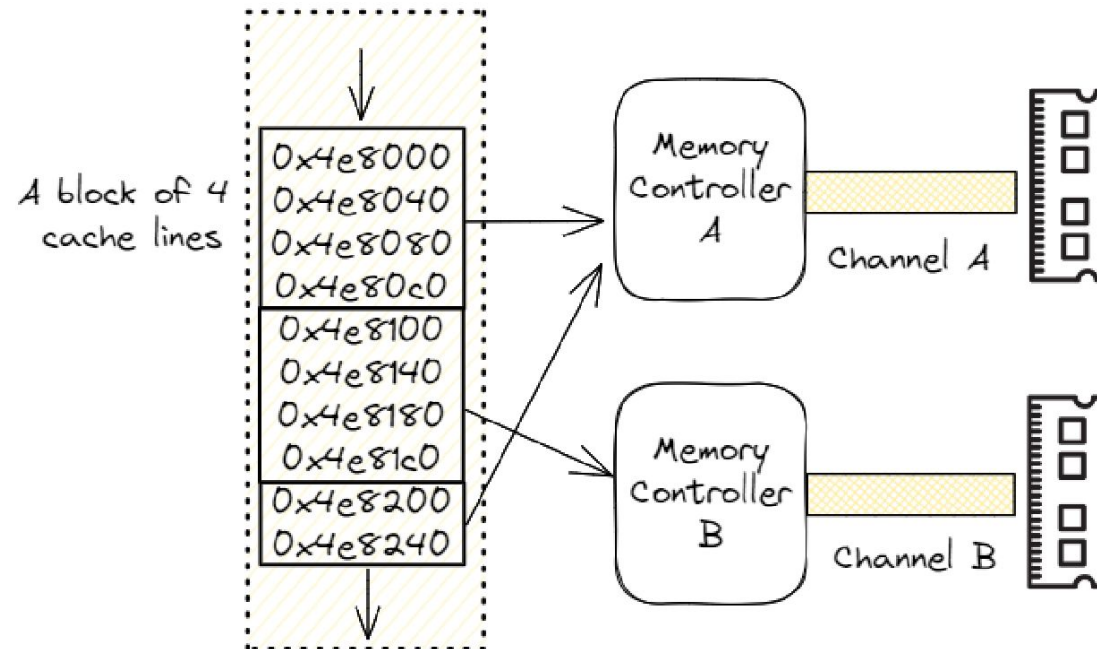 A block of 4
cache lines
0x4e8000
0x4e8040
0x4e8080
0x4e80c0
0x4e8100
0x4e8140
0x4e8180
0x4e81c0
0x4e8200
0x4e8240
Memory
Controller
A
Channel A
Memory
Controller
B
Channel B